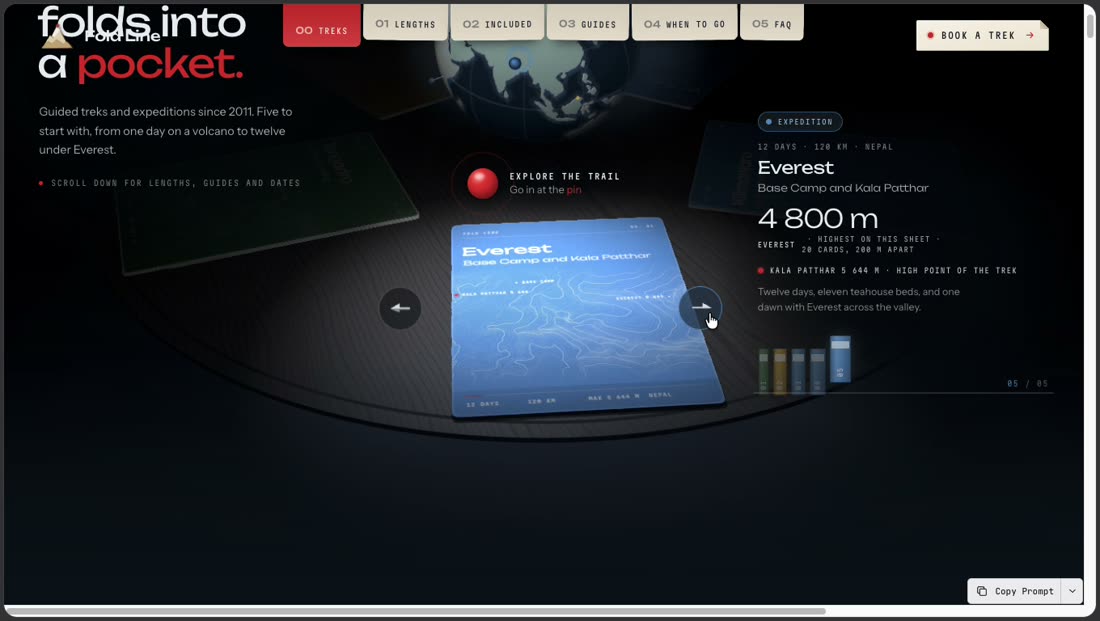 folds into
a pocket.
Fold Line
00 TREKS
01 LENGTHS
02 INCLUDED
03 GUIDES
04 WHEN TO GO
05 FAQ
BOOK A TREK →
Guided treks and expeditions since 2011. Five to
start with, from one day on a volcano to twelve
under Everest.
SCROLL DOWN FOR LENGTHS, GUIDES AND DATES
EXPLORE THE TRAIL
Go in at the pin
FOLD LINE
Everest
Base Camp and Kala Patthar
BASE CAMP
KALA PATTHAR 5 644
12 DAYS
120 KM
MAX 5 644 M NEPAL
EXPEDITION
12 DAYS · 120 KM · NEPAL
Everest
Base Camp and Kala Patthar
4 800 m
EVEREST · HIGHEST ON THIS SHEET ·
20 CARDS, 200 M APART
KALA PATTHAR 5 644 M · HIGH POINT OF THE TREK
Twelve days, eleven teahouse beds, and one
dawn with Everest across the valley.
05
05 / 05
Copy Prompt